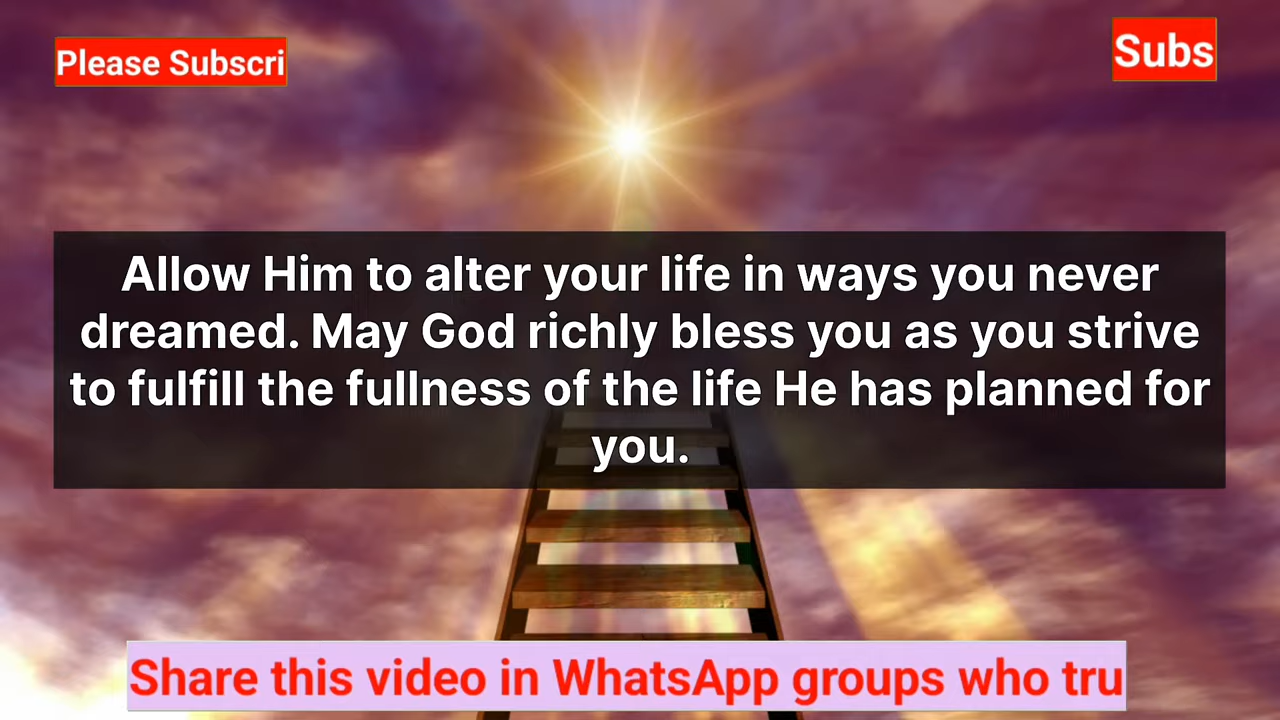 Please Subscri
Subs
Allow Him to alter your life in ways you never
dreamed. May God richly bless you as you strive
to fulfill the fullness of the life He has planned for
you.
Share this video in WhatsApp groups who tru